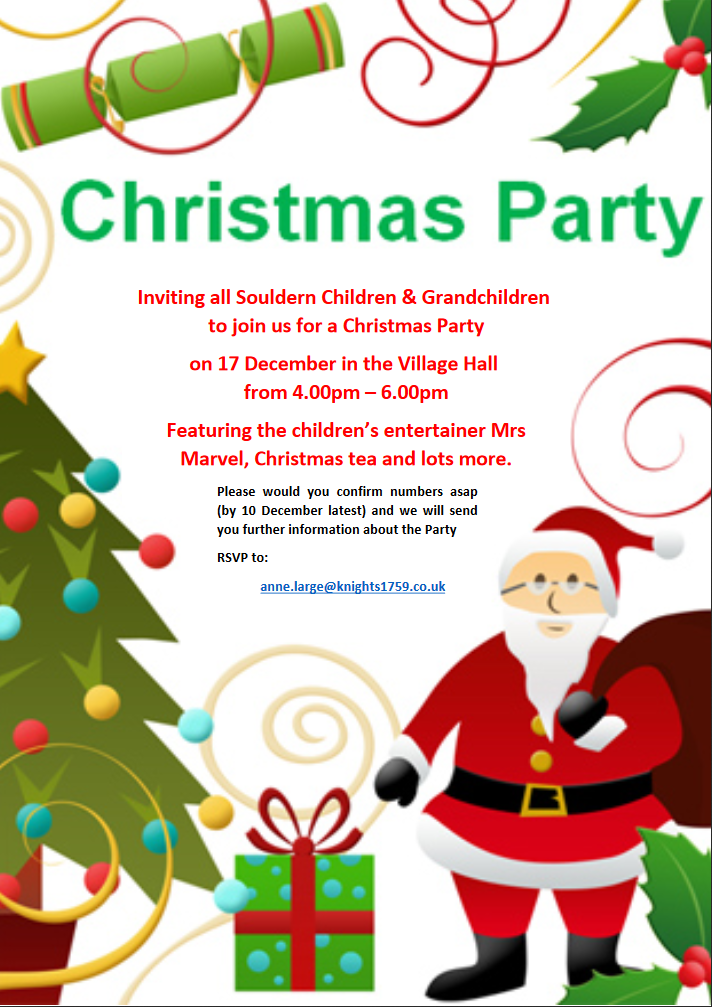 Christmas Party
Inviting all Souldern Children & Grandchildren
to join us for a Christmas Party
on 17 December in the Village Hall
from 4.00pm – 6.00pm
Featuring the children’s entertainer Mrs
Marvel, Christmas tea and lots more.
Please would you confirm numbers asap
(by 10 December latest) and we will send
you further information about the Party
RSVP to:
anne.large@knights1759.co.uk